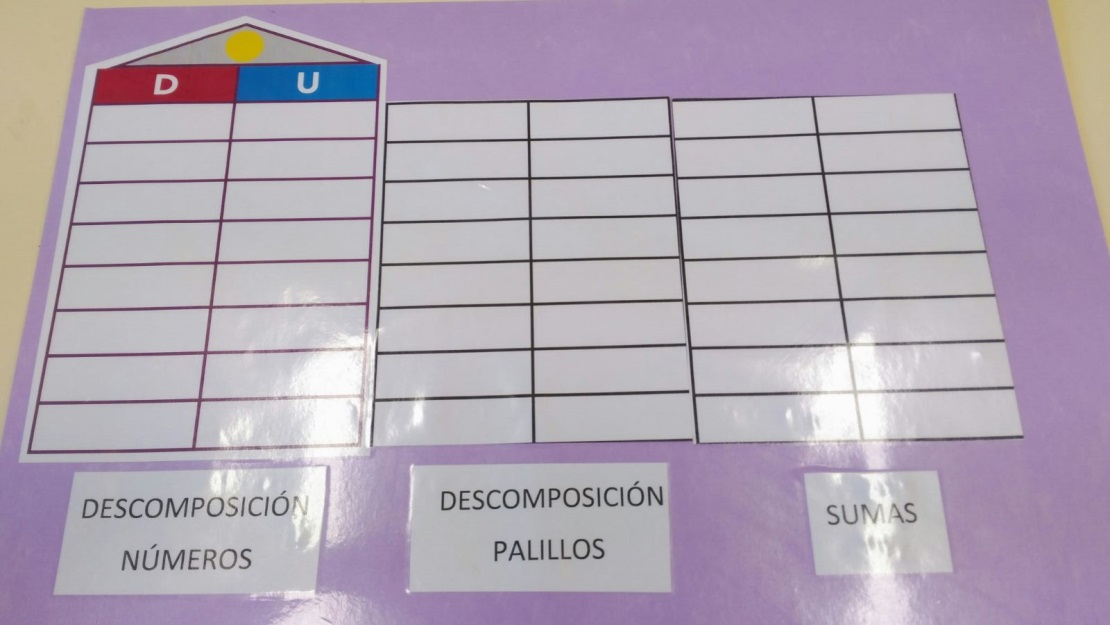 D U
DESCOMPOSICIÓN
NÚMEROS
DESCOMPOSICIÓN
PALILLOS
SUMAS